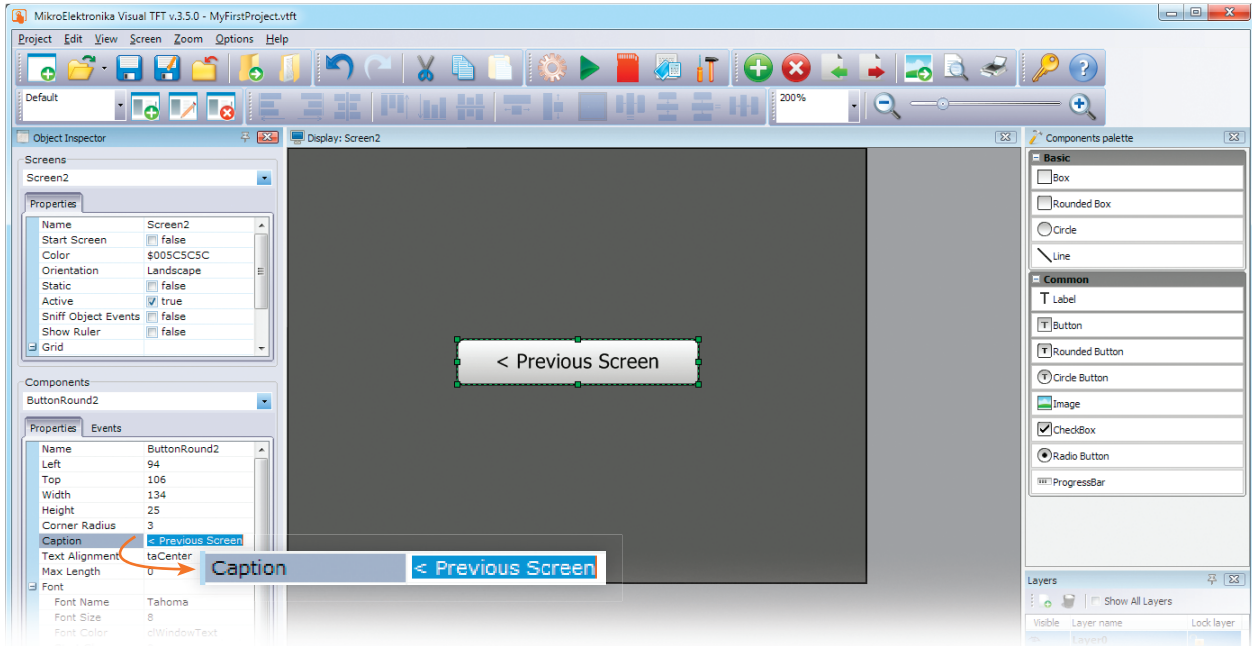 MikroElektronika Visual TFT v.3.5.0 - MyFirstProject.vtft
Project Edit View Screen Zoom Options Help
Default
200%
Object Inspector
Screens
Screen2
Properties
Name Screen2
Start Screen false
Color $005C5C5C
Orientation Landscape
Static false
Active true
Sniff Object Events false
Show Ruler false
Grid
Components
ButtonRound2
Properties Events
Name ButtonRound2
Left 94
Top 106
Width 134
Height 25
Corner Radius 3
Caption < Previous Screen
Text Alignment taCenter
Max Length 0
Font
Font Name Tahoma
Font Size 8
Font Color clWindowText
Caption < Previous Screen
Display: Screen2
< Previous Screen
Components palette
Basic
Box
Rounded Box
Circle
Line
Common
T Label
T Button
T Rounded Button
T Circle Button
Image
CheckBox
Radio Button
ProgressBar
Layers
Show All Layers
Visible Layer name Lock layer
Layer0